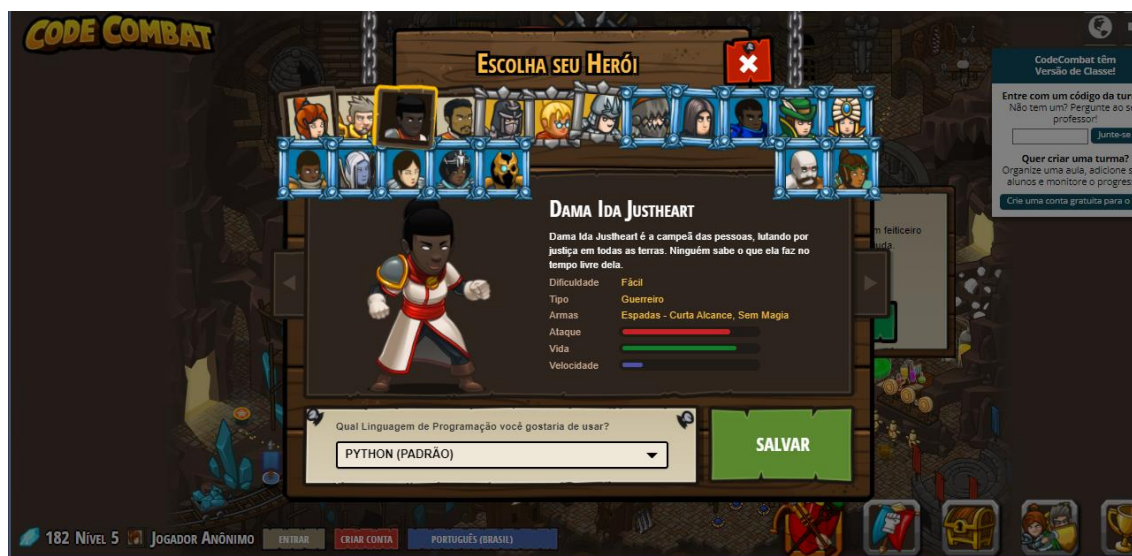 CODE COMBAT
ESCOLHA SEU HERÓI
CodeCombat têm
Versão de Classe!
Entre com um código da
Não tem um? Pergunte ao
professor!
Junte-se
Quer criar uma turma?
Organize uma aula, adicione
alunos e monitore o
Crie uma conta gratuita para o
DAMA IDA JUSTHEART
Dama Ida Justheart é a campeã das pessoas, lutando por
justiça em todas as terras. Ninguém sabe o que ela faz no
tempo livre dela.
Dificuldade Fácil
Tipo Guerreiro
Armas Espadas - Curta Alcance, Sem Magia
Ataque
Vida
Velocidade
feiticeiro
Qual Linguagem de Programação você gostaria de usar?
PYTHON (PADRÃO)
SALVAR
182 NÍVEL 5 JOGADOR ANÔNIMO ENTRAR CRIAR CONTA PORTUGUÊS (BRASIL)